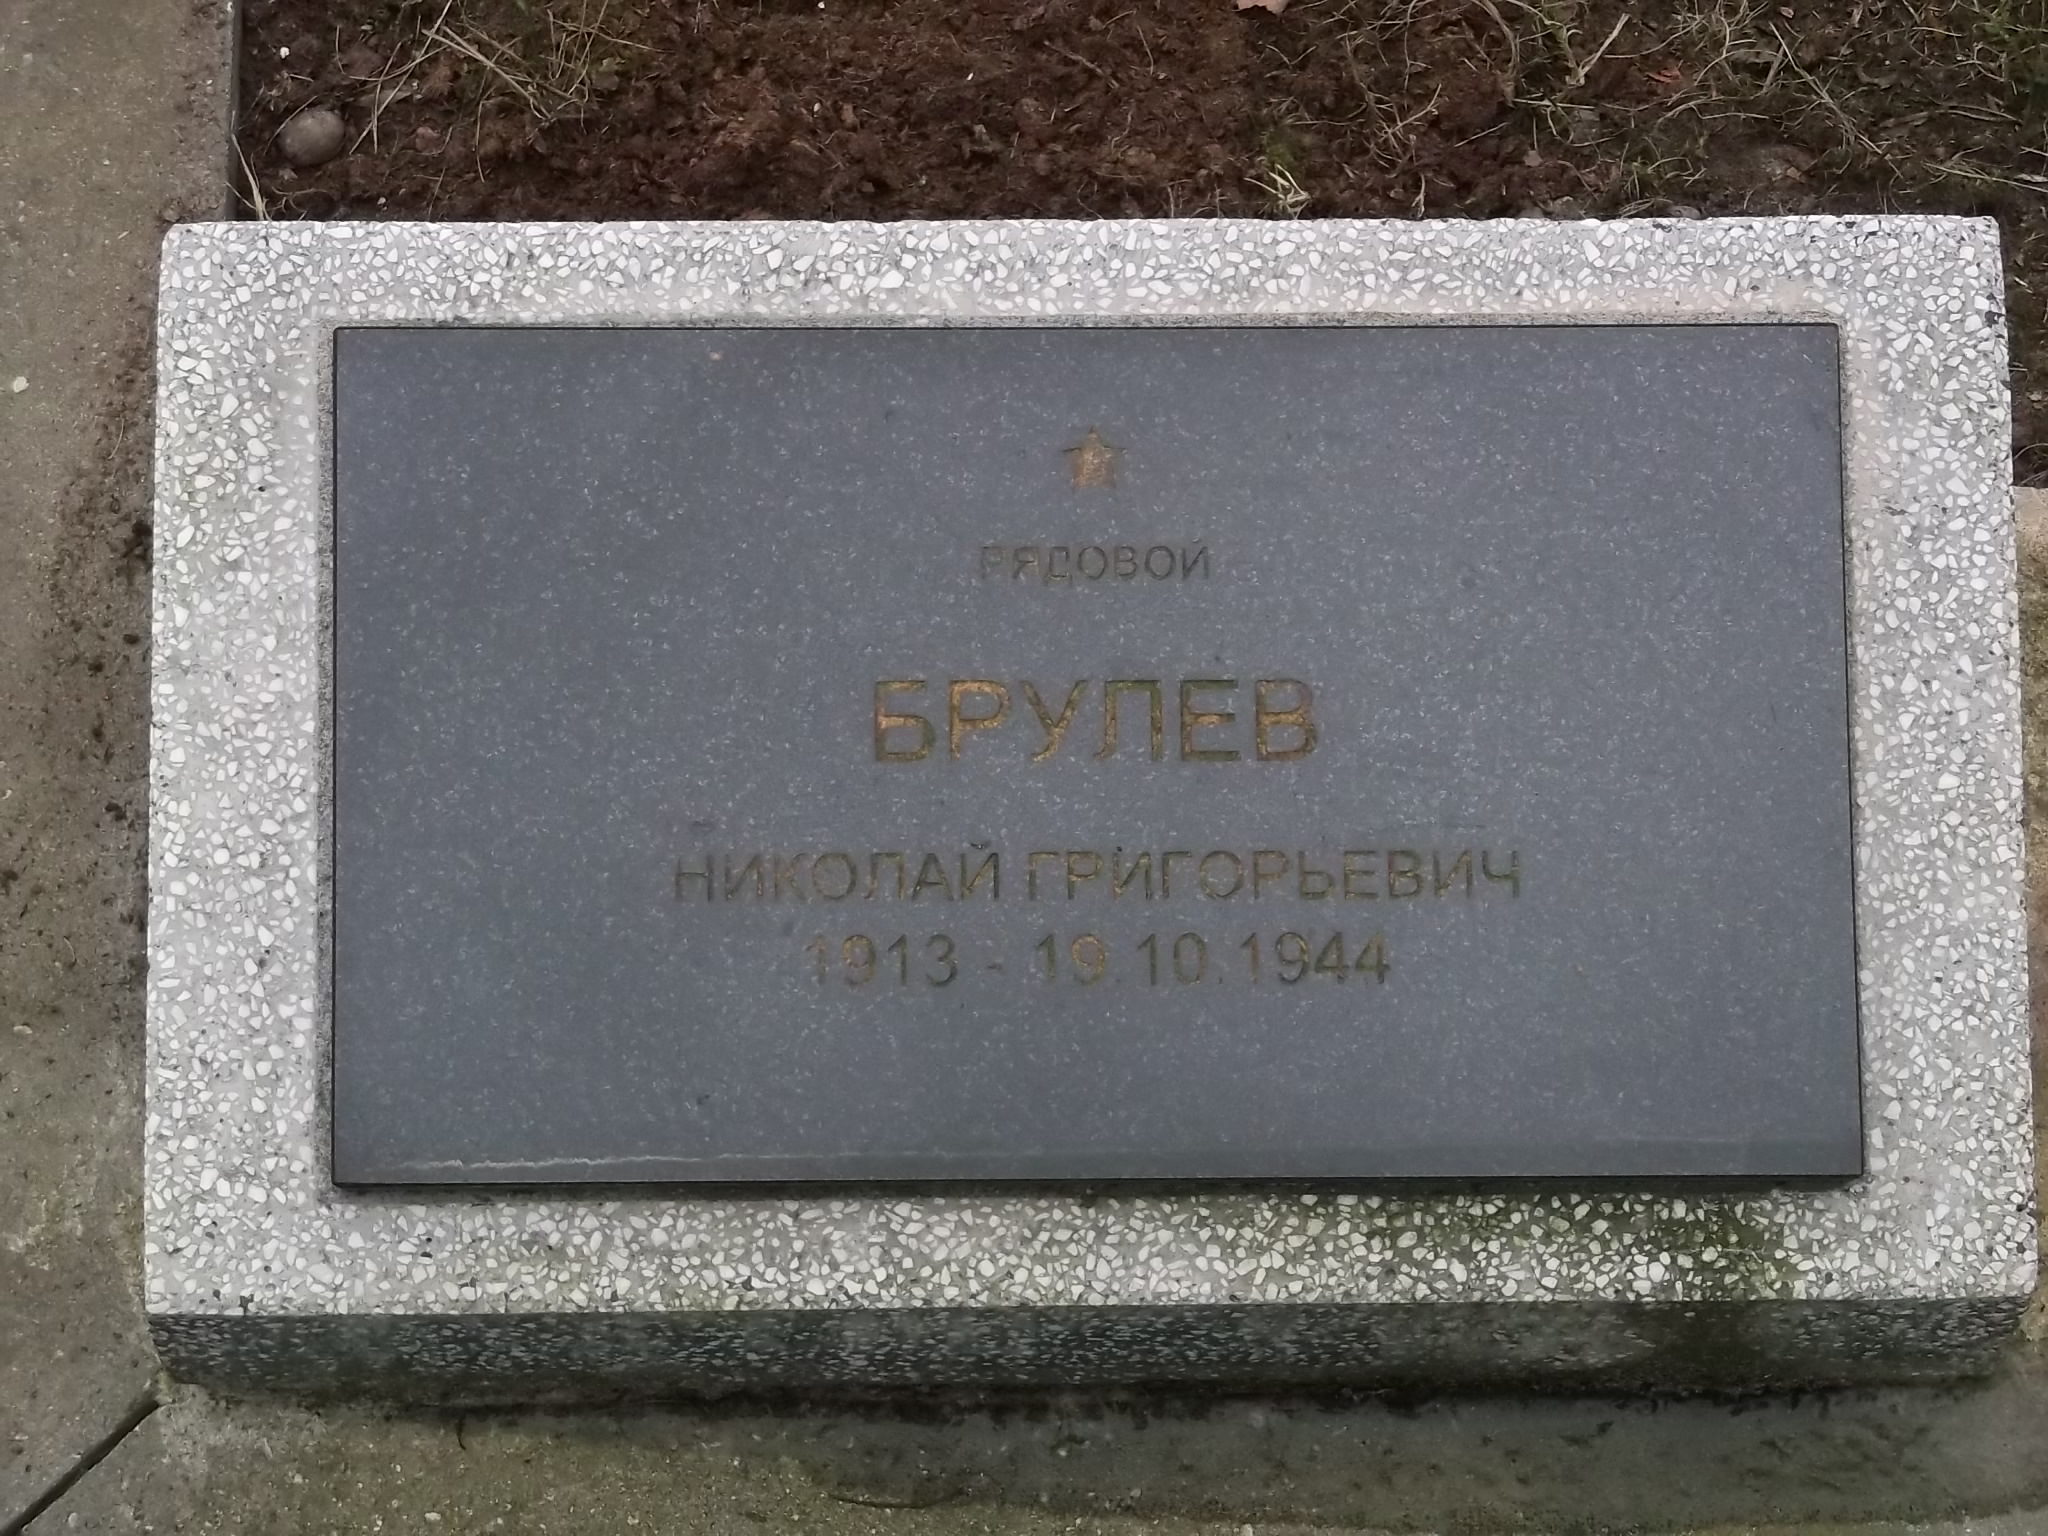 РЯДОВОЙ
БРУЛЕВ
НИКОЛАЙ ГРИГОРЬЕВИЧ
1913 - 19.10.1944